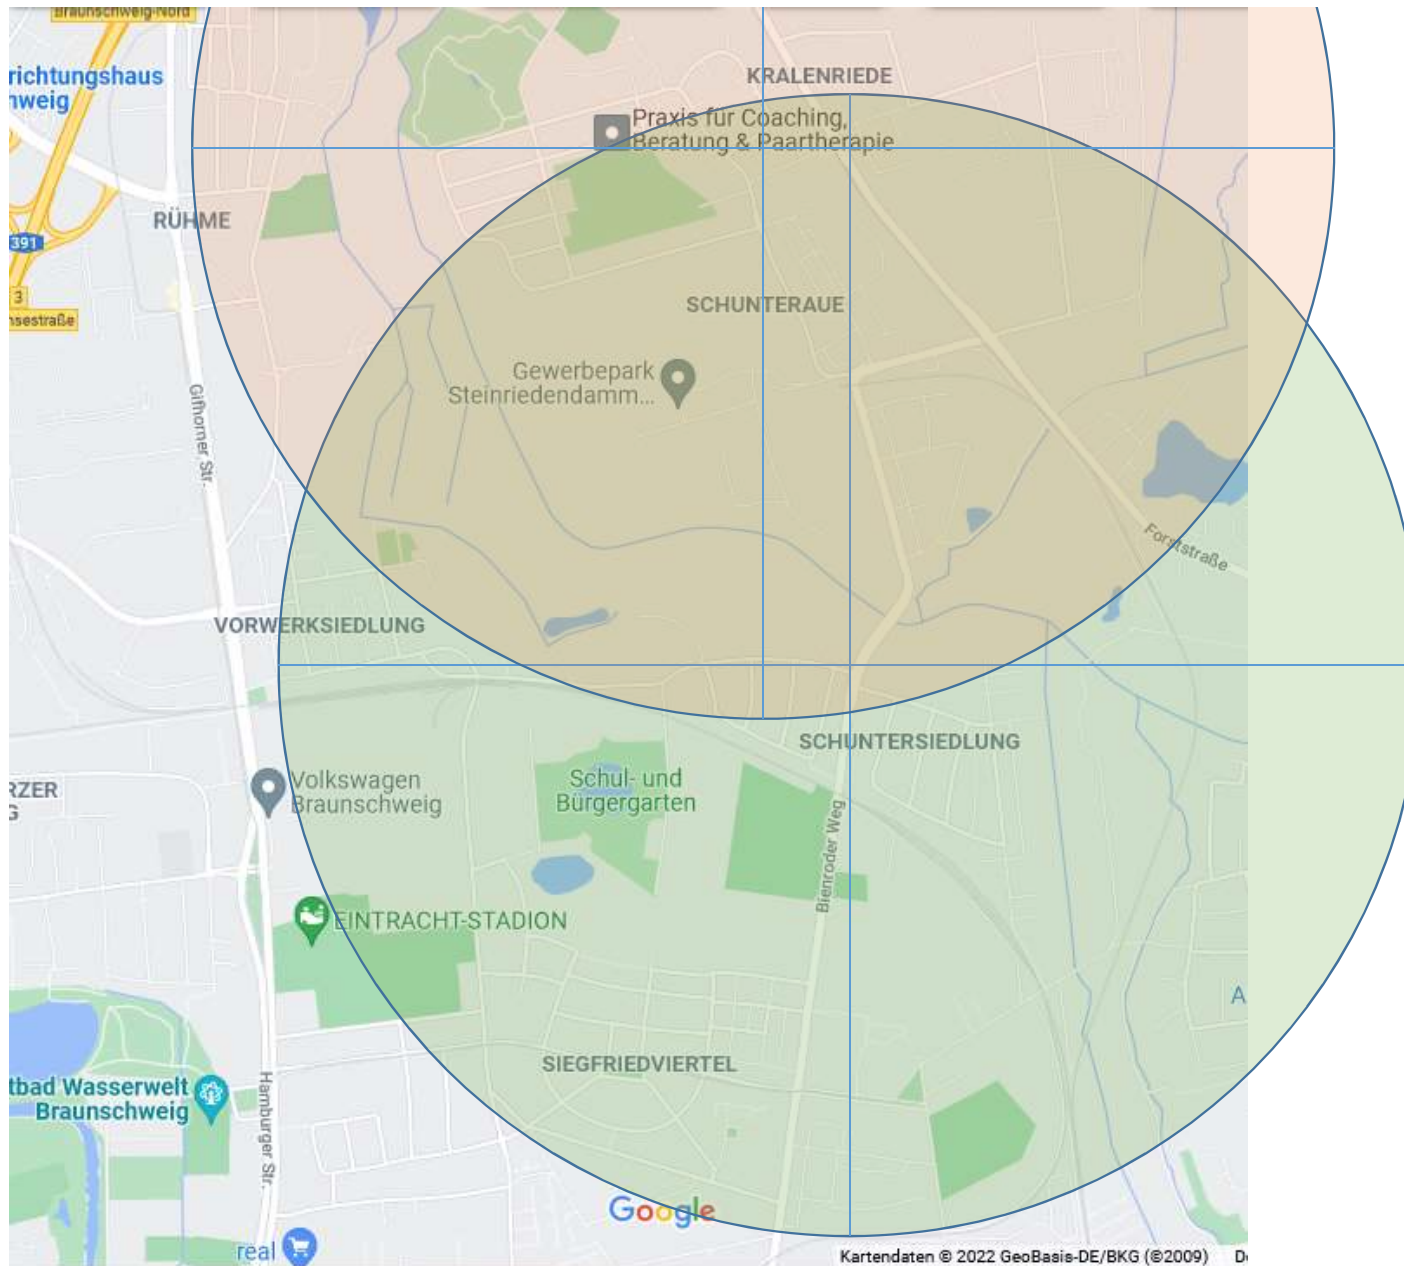 Braunschweig-Nord
richtungshaus
KRALENRIEDE
Praxis für Coaching,
Beratung & Paartherapie
RÜHME
391
3
SCHUNTERAUE
Gewerbepark
Steinriedendamm...
Gifhorner Str.
Forststraße
VORWERKSIEDLUNG
SCHUNTERSIEDLUNG
Volkswagen
Braunschweig
Schul- und
Bürgergarten
RZER
G
Bienroder Weg
EINTRACHT-STADION
A
SIEGFRIEDVIERTEL
tbad Wasserwelt
Braunschweig
Hamburger Str.
Google
real
Kartendaten © 2022 GeoBasis-DE/BKG (©2009)